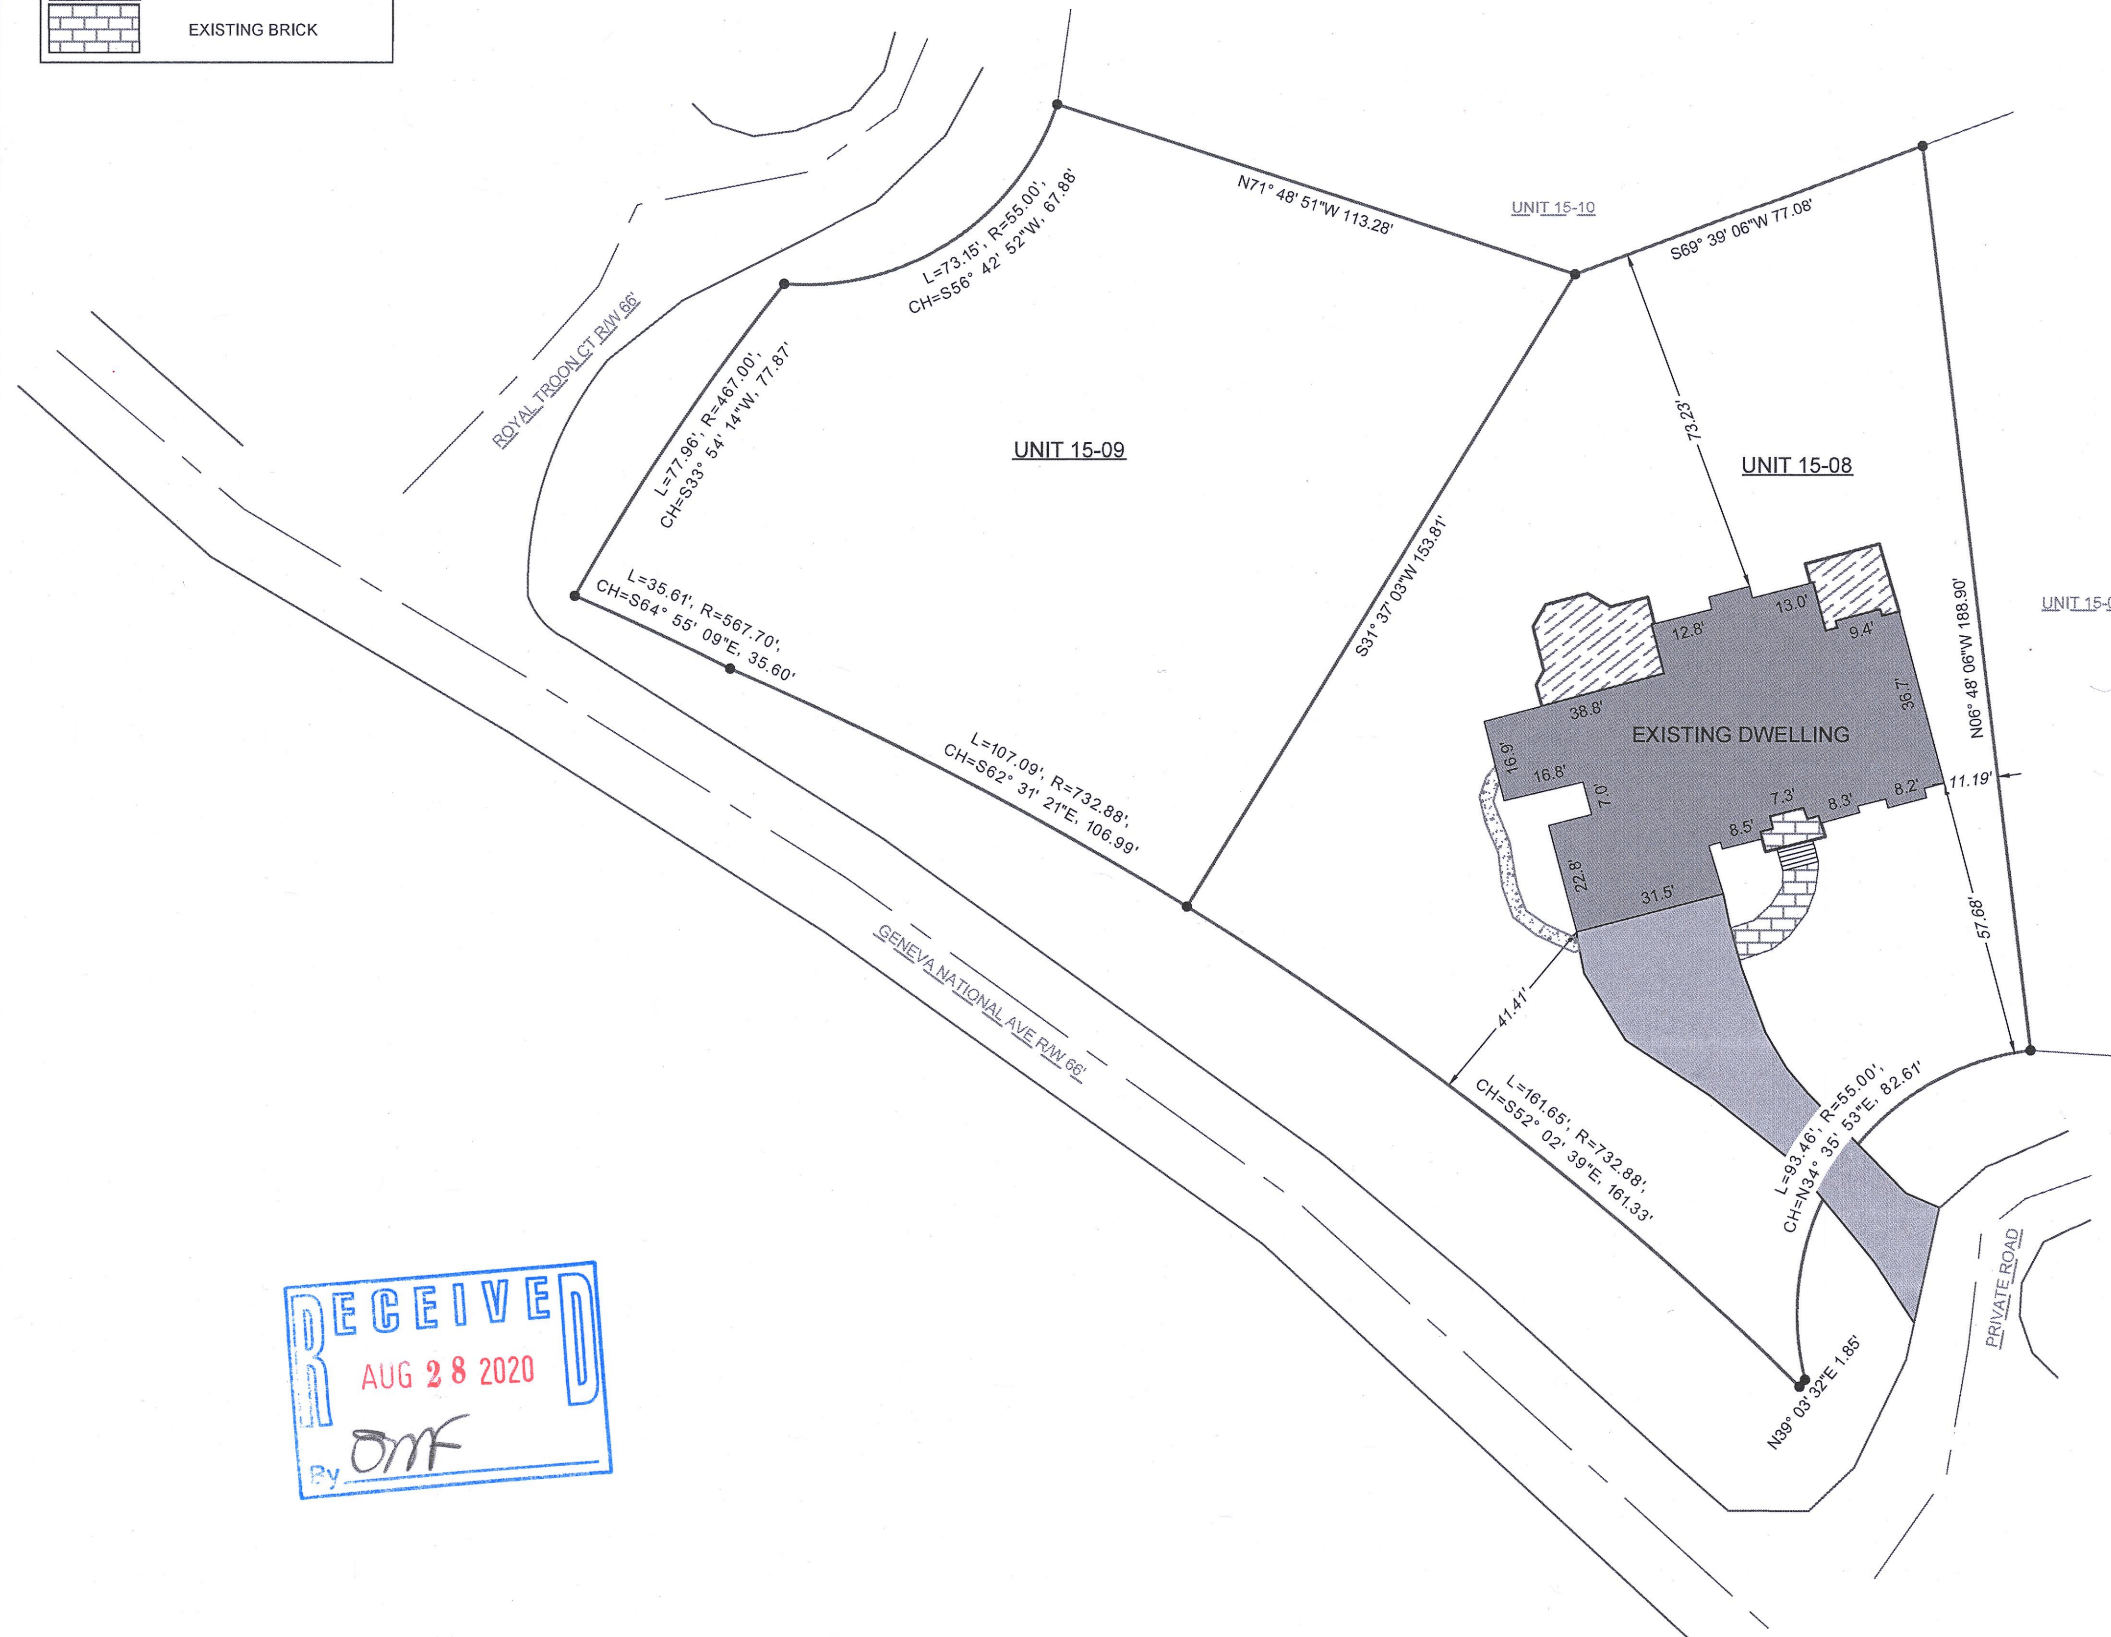 EXISTING BRICK
N71° 48' 51"W 113.28'
UNIT 15-10
S69° 39' 06"W 77.08'
L=73.15', R=55.00',
CH=S56° 42' 52"W, 67.88'
ROYAL TROON CT R/W 66'
L=77.96', R=467.00',
CH=S33° 54' 14"W, 77.87'
UNIT 15-09
73.23'
UNIT 15-08
S31° 37' 03"W 153.81'
N06° 48' 06"W 188.90'
L=35.61', R=567.70',
CH=S64° 55' 09"E, 35.60'
L=107.09', R=732.88',
CH=S62° 31' 21"E, 106.99'
12.8'
13.0'
9.4'
38.8'
36.7'
EXISTING DWELLING
16.9'
16.8'
7.0'
7.3'
8.5'
8.3'
8.2'
11.19'
22.8'
31.5'
57.68'
41.41'
GENEVA NATIONAL AVE R/W 66'
L=161.65', R=732.88',
CH=S52° 02' 39"E, 161.33'
L=93.46', R=55.00',
CH=N34° 35' 53"E, 82.61'
PRIVATE ROAD
N39° 03' 32"E 1.85'
RECEIVED
AUG 28 2020
By